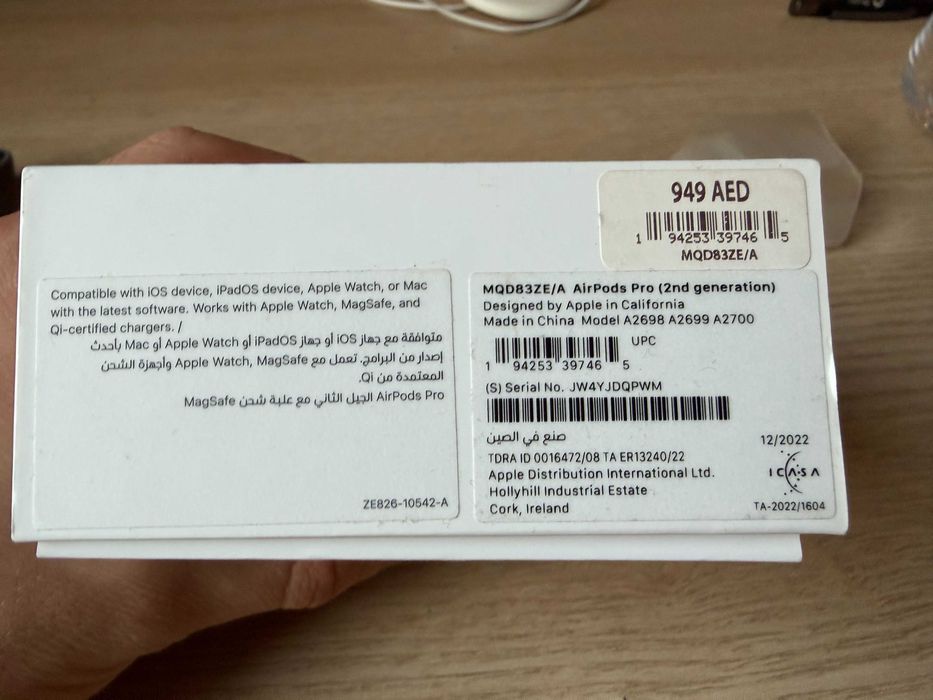 949 AED
1 94253 39746 5
MQD83ZE/A
Compatible with iOS device, iPadOS device, Apple Watch, or Mac
with the latest software. Works with Apple Watch, MagSafe, and
Qi-certified chargers. /
متوافقة مع جهاز iOS أو جهاز iPadOS أو Apple Watch أو Mac بأحدث
إصدار من البرامج. تعمل مع Apple Watch, MagSafe وأجهزة الشحن
المعتمدة من Qi.
AirPods Pro الجيل الثاني مع علبة شحن MagSafe
ZE826-10542-A
MQD83ZE/A AirPods Pro (2nd generation)
Designed by Apple in California
Made in China Model A2698 A2699 A2700
UPC
1 94253 39746 5
(S) Serial No. JW4YJDQPWM
صنع في الصين
TDRA ID 0016472/08 TA ER13240/22
Apple Distribution International Ltd.
Hollyhill Industrial Estate
Cork, Ireland
12/2022
ICASA
TA-2022/1604